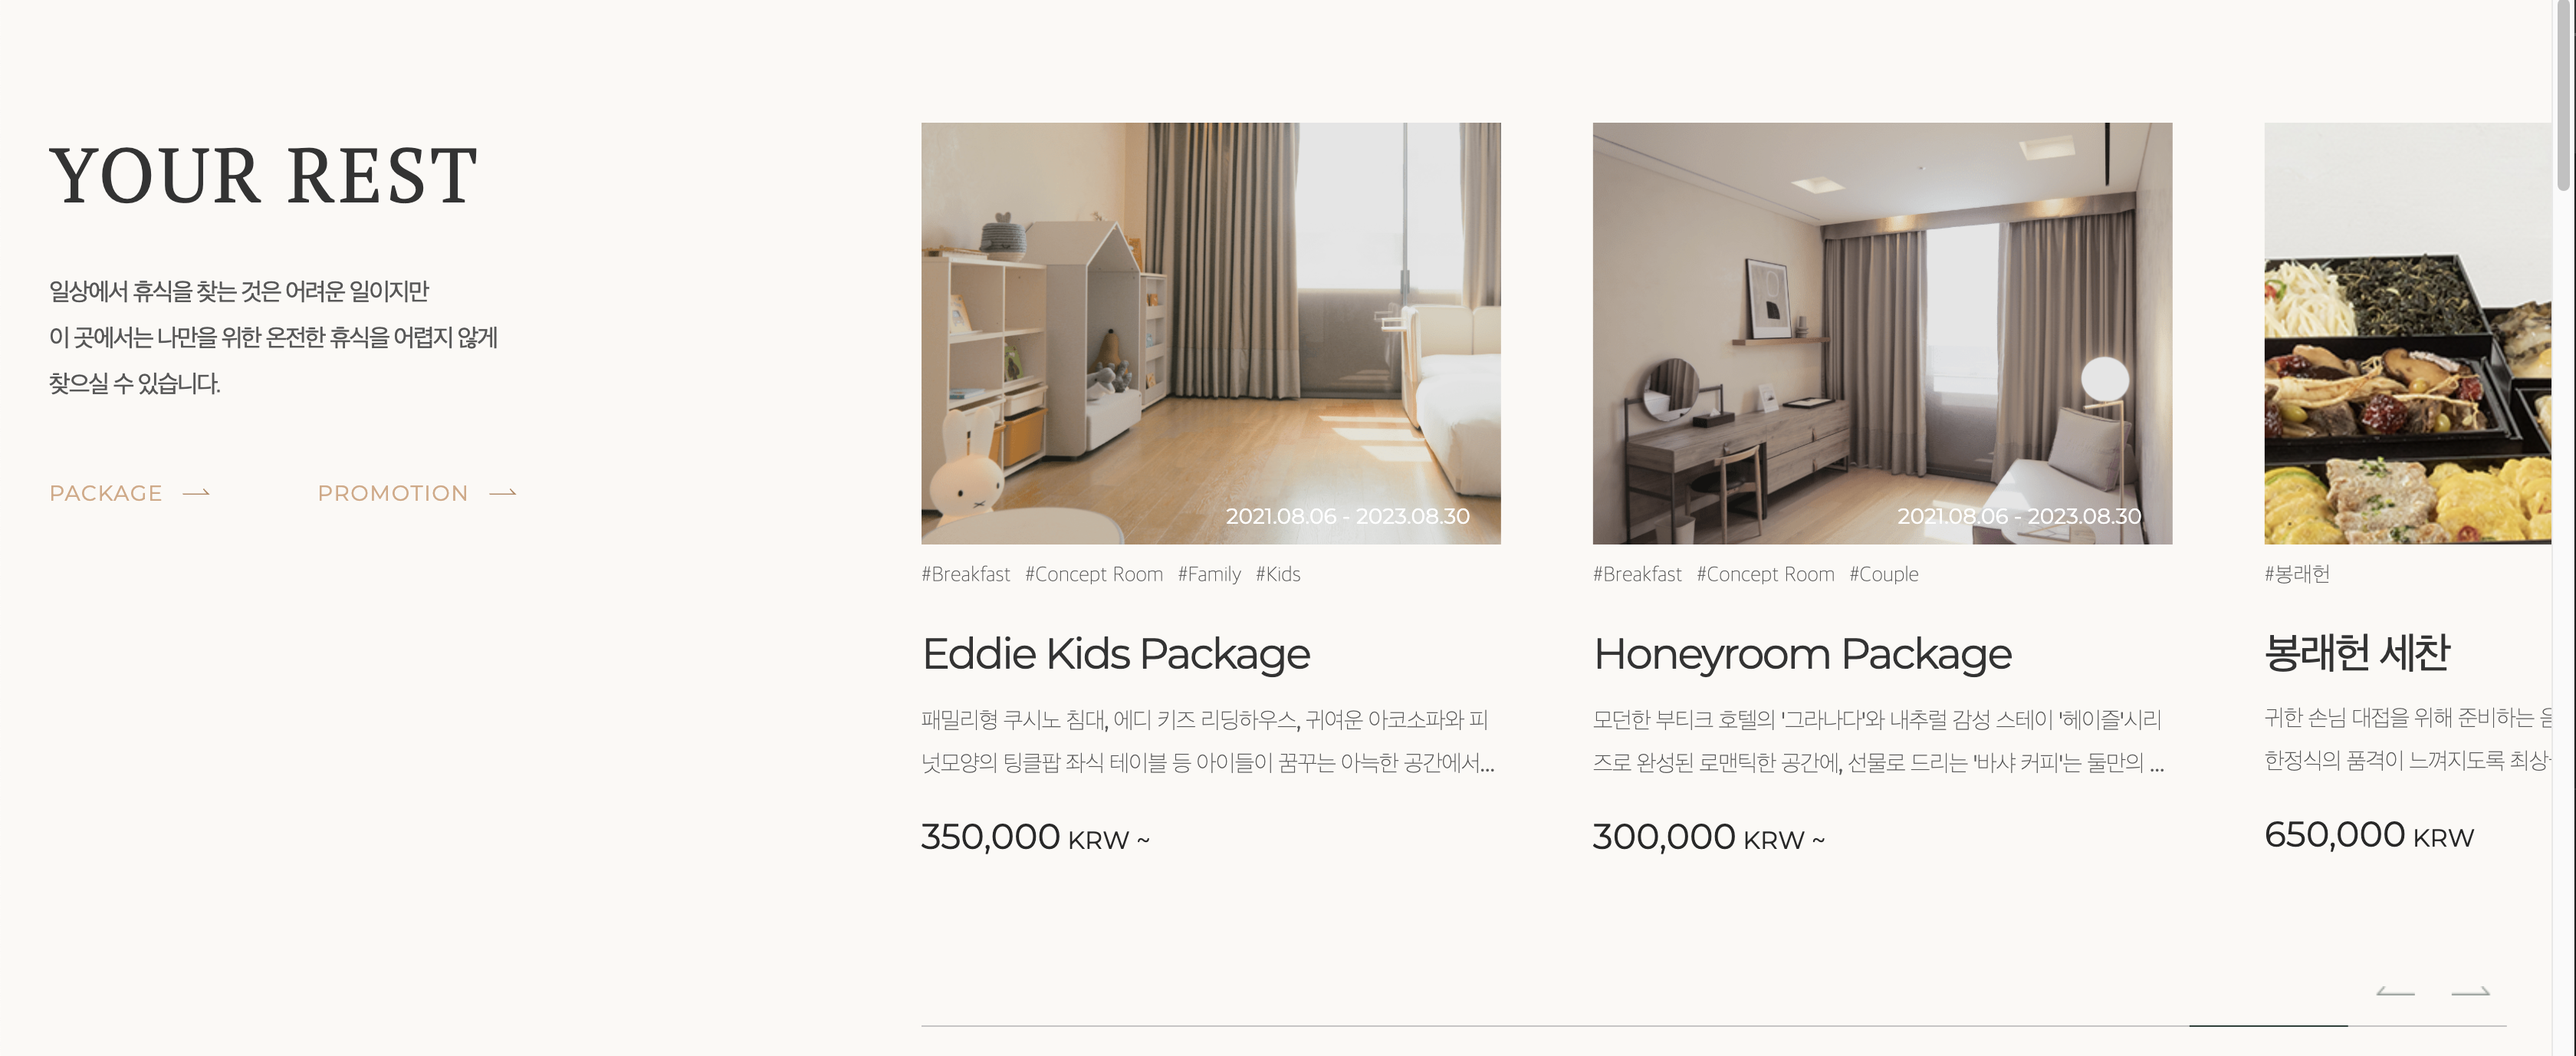 YOUR REST
일상에서 휴식을 찾는 것은 어려운 일이지만
이 곳에서는 나만을 위한 온전한 휴식을 어렵지 않게
찾으실 수 있습니다.
PACKAGE
PROMOTION
2021.08.06 - 2023.08.30
#Breakfast #Concept Room #Family #Kids
Eddie Kids Package
패밀리형 쿠시노 침대, 에디 키즈 리딩하우스, 귀여운 아코소파와 피
넛모양의 팅클팝 좌식 테이블 등 아이들이 꿈꾸는 아늑한 공간에서...
350,000 KRW ~
2021.08.06 - 2023.08.30
#Breakfast #Concept Room #Couple
Honeyroom Package
모던한 부티크 호텔의 '그라나다'와 내추럴 감성 스테이 '헤이즐'시리
즈로 완성된 로맨틱한 공간에, 선물로 드리는 '바샤 커피'는 둘만의 ...
300,000 KRW ~
#봉래헌
봉래헌 세찬
귀한 손님 대접을 위해 준비하는
한정식의 품격이 느껴지도록 최상
650,000 KRW